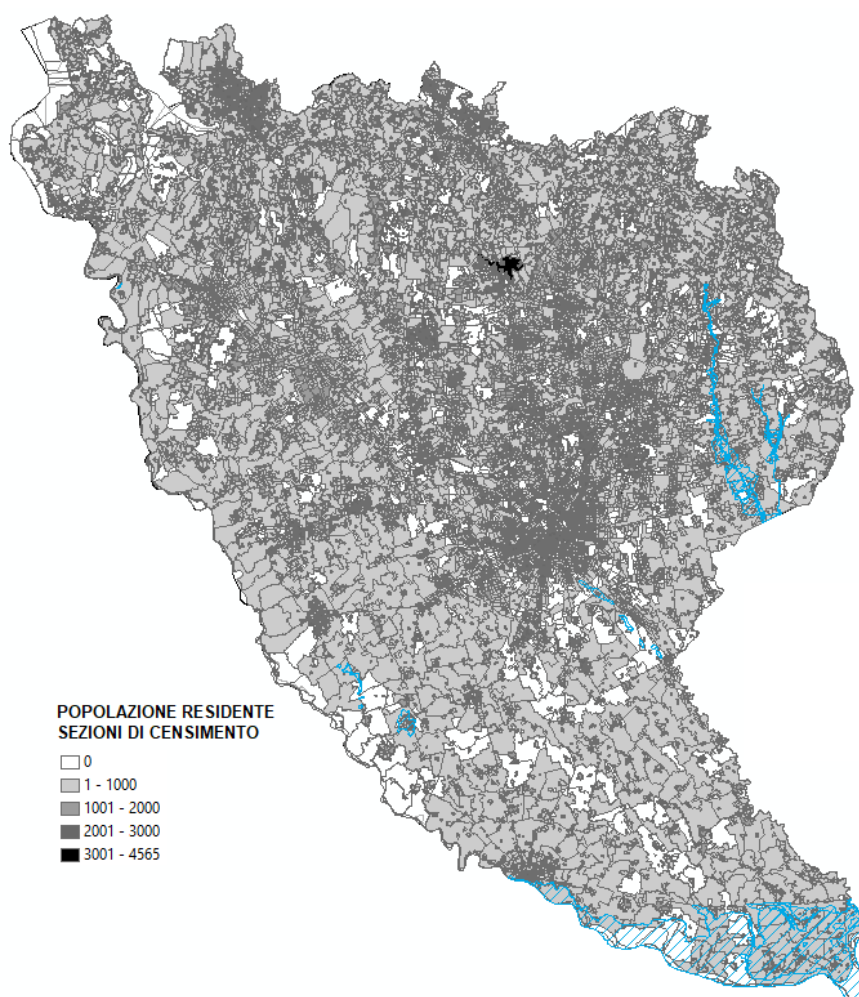 POPOLAZIONE RESIDENTE
SEZIONI DI CENSIMENTO
0
1 - 1000
1001 - 2000
2001 - 3000
3001 - 4565